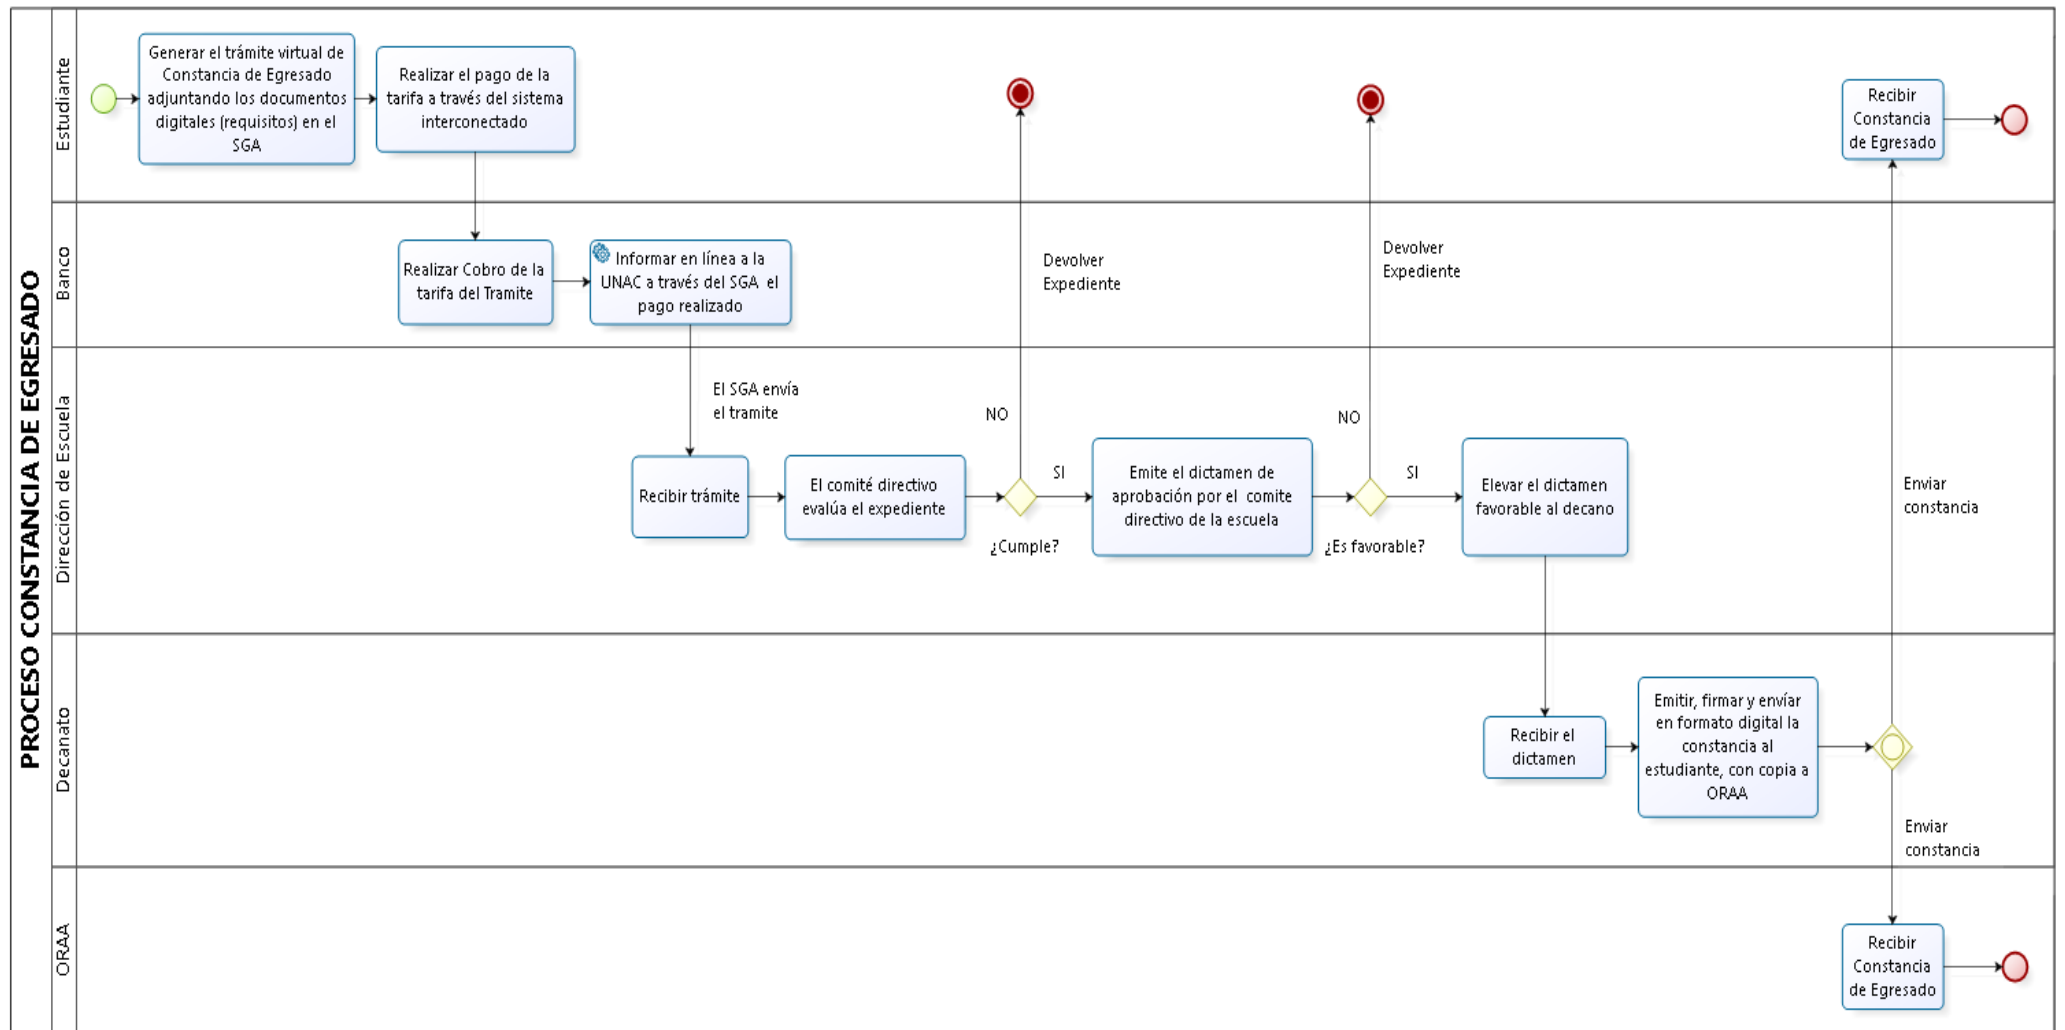 PROCESO CONSTANCIA DE EGRESADO
Estudiante
Generar el trámite virtual de
Constancia de Egresado
adjuntando los documentos
digitales (requisitos) en el
SGA
Realizar el pago de la
tarifa a través del sistema
interconectado
Recibir
Constancia
de Egresado
Banco
Realizar Cobro de la
tarifa del Tramite
Informar en línea a la
UNAC a través del SGA el
pago realizado
Devolver
Expediente
Devolver
Expediente
Dirección de Escuela
El SGA envía
el tramite
Recibir trámite
El comité directivo
evalúa el expediente
NO
SI
¿Cumple?
Emite el dictamen de
aprobación por el comite
directivo de la escuela
NO
SI
¿Es favorable?
Elevar el dictamen
favorable al decano
Enviar
constancia
Decanato
Recibir el
dictamen
Emitir, firmar y envíar
en formato digital la
constancia al
estudiante, con copia a
ORAA
Enviar
constancia
ORAA
Recibir
Constancia
de Egresado